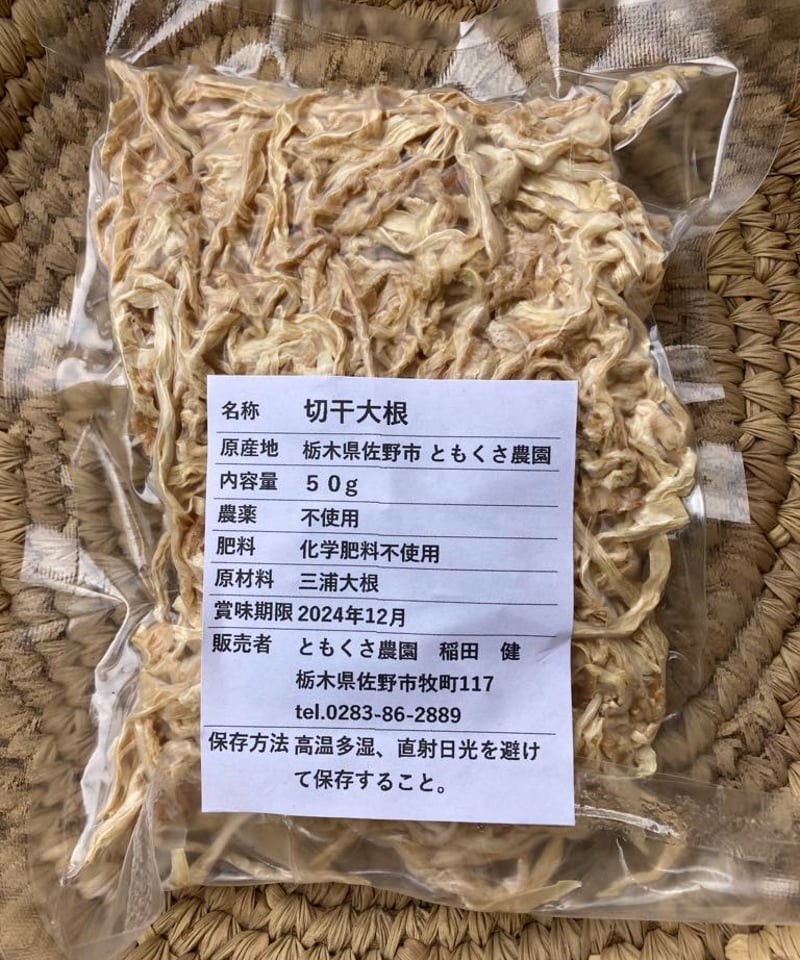 名称 切干大根
原産地 栃木県佐野市 ともくさ農園
内容量 50g
農薬 不使用
肥料 化学肥料不使用
原材料 三浦大根
賞味期限 2024年12月
販売者 ともくさ農園 稲田 健
栃木県佐野市牧町117
tel.0283-86-2889
保存方法 高温多湿、直射日光を避け
て保存すること。